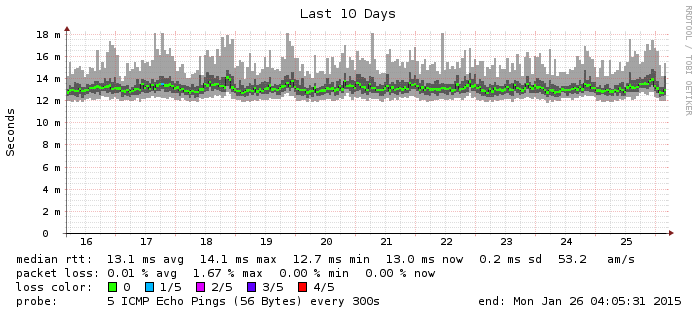 Last 10 Days
RRDTOOL / TOBI OETIKER
Seconds
18 m
16 m
14 m
12 m
10 m
8 m
6 m
4 m
2 m
0
16 17 18 19 20 21 22 23 24 25
median rtt: 13.1 ms avg 14.1 ms max 12.7 ms min 13.0 ms now 0.2 ms sd 53.2 am/s
packet loss: 0.01 % avg 1.67 % max 0.00 % min 0.00 % now
loss color: 0 1/5 2/5 3/5 4/5
probe: 5 ICMP Echo Pings (56 Bytes) every 300s end: Mon Jan 26 04:05:31 2015